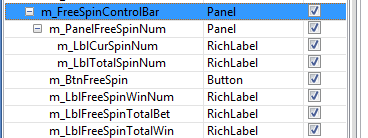 m_FreeSpinControlBar Panel
m_PanelFreeSpinNum Panel
m_LblCurSpinNum RichLabel
m_LblTotalSpinNum RichLabel
m_BtnFreeSpin Button
m_LblFreeSpinWinNum RichLabel
m_LblFreeSpinTotalBet RichLabel
m_LblFreeSpinTotalWin RichLabel